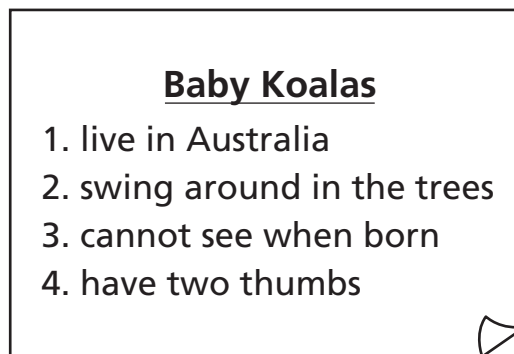 Baby Koalas
1. live in Australia
2. swing around in the trees
3. cannot see when born
4. have two thumbs